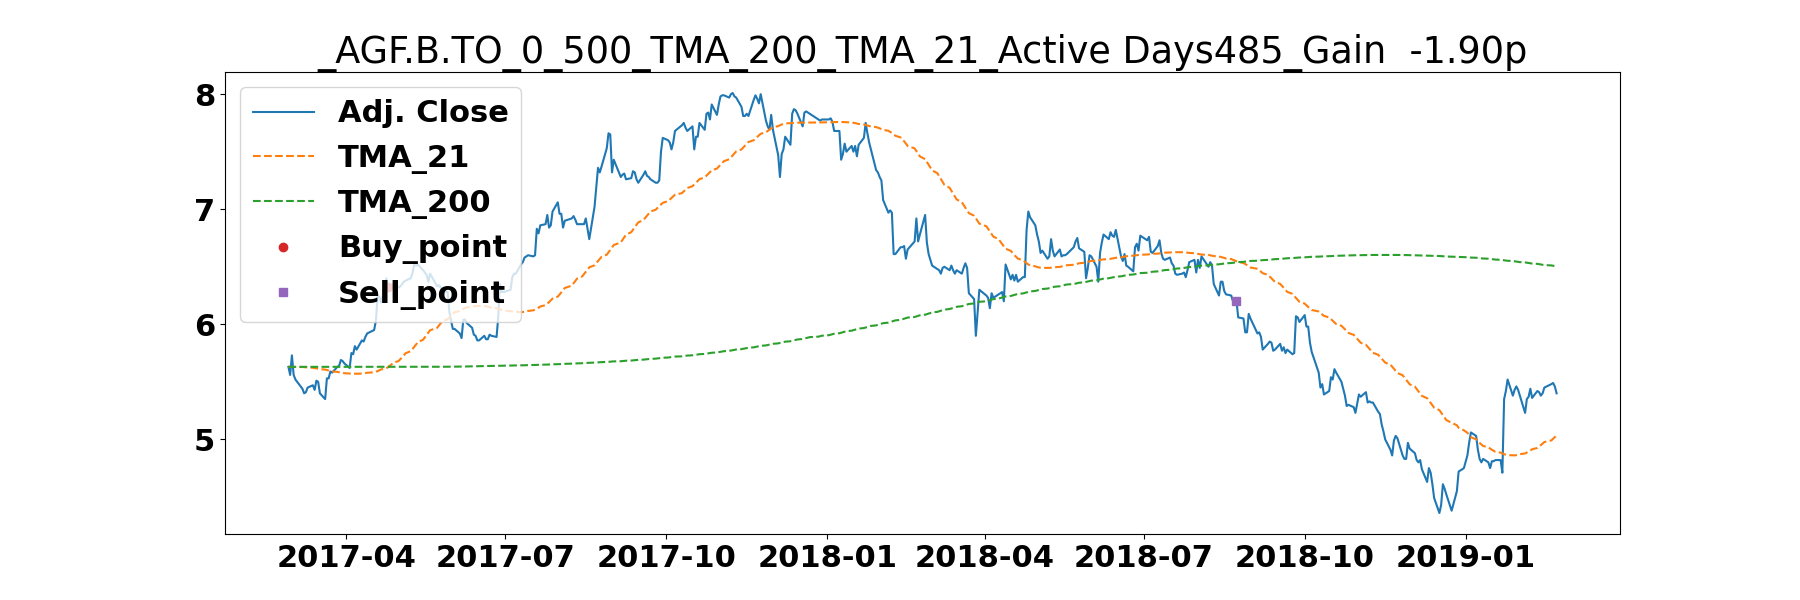 _AGF.B.TO_0_500_TMA_200_TMA_21_Active Days485_Gain  -1.90p
8
7
6
5
Adj. Close
TMA_21
TMA_200
Buy_point
Sell_point
2017-04 2017-07 2017-10 2018-01 2018-04 2018-07 2018-10 2019-01